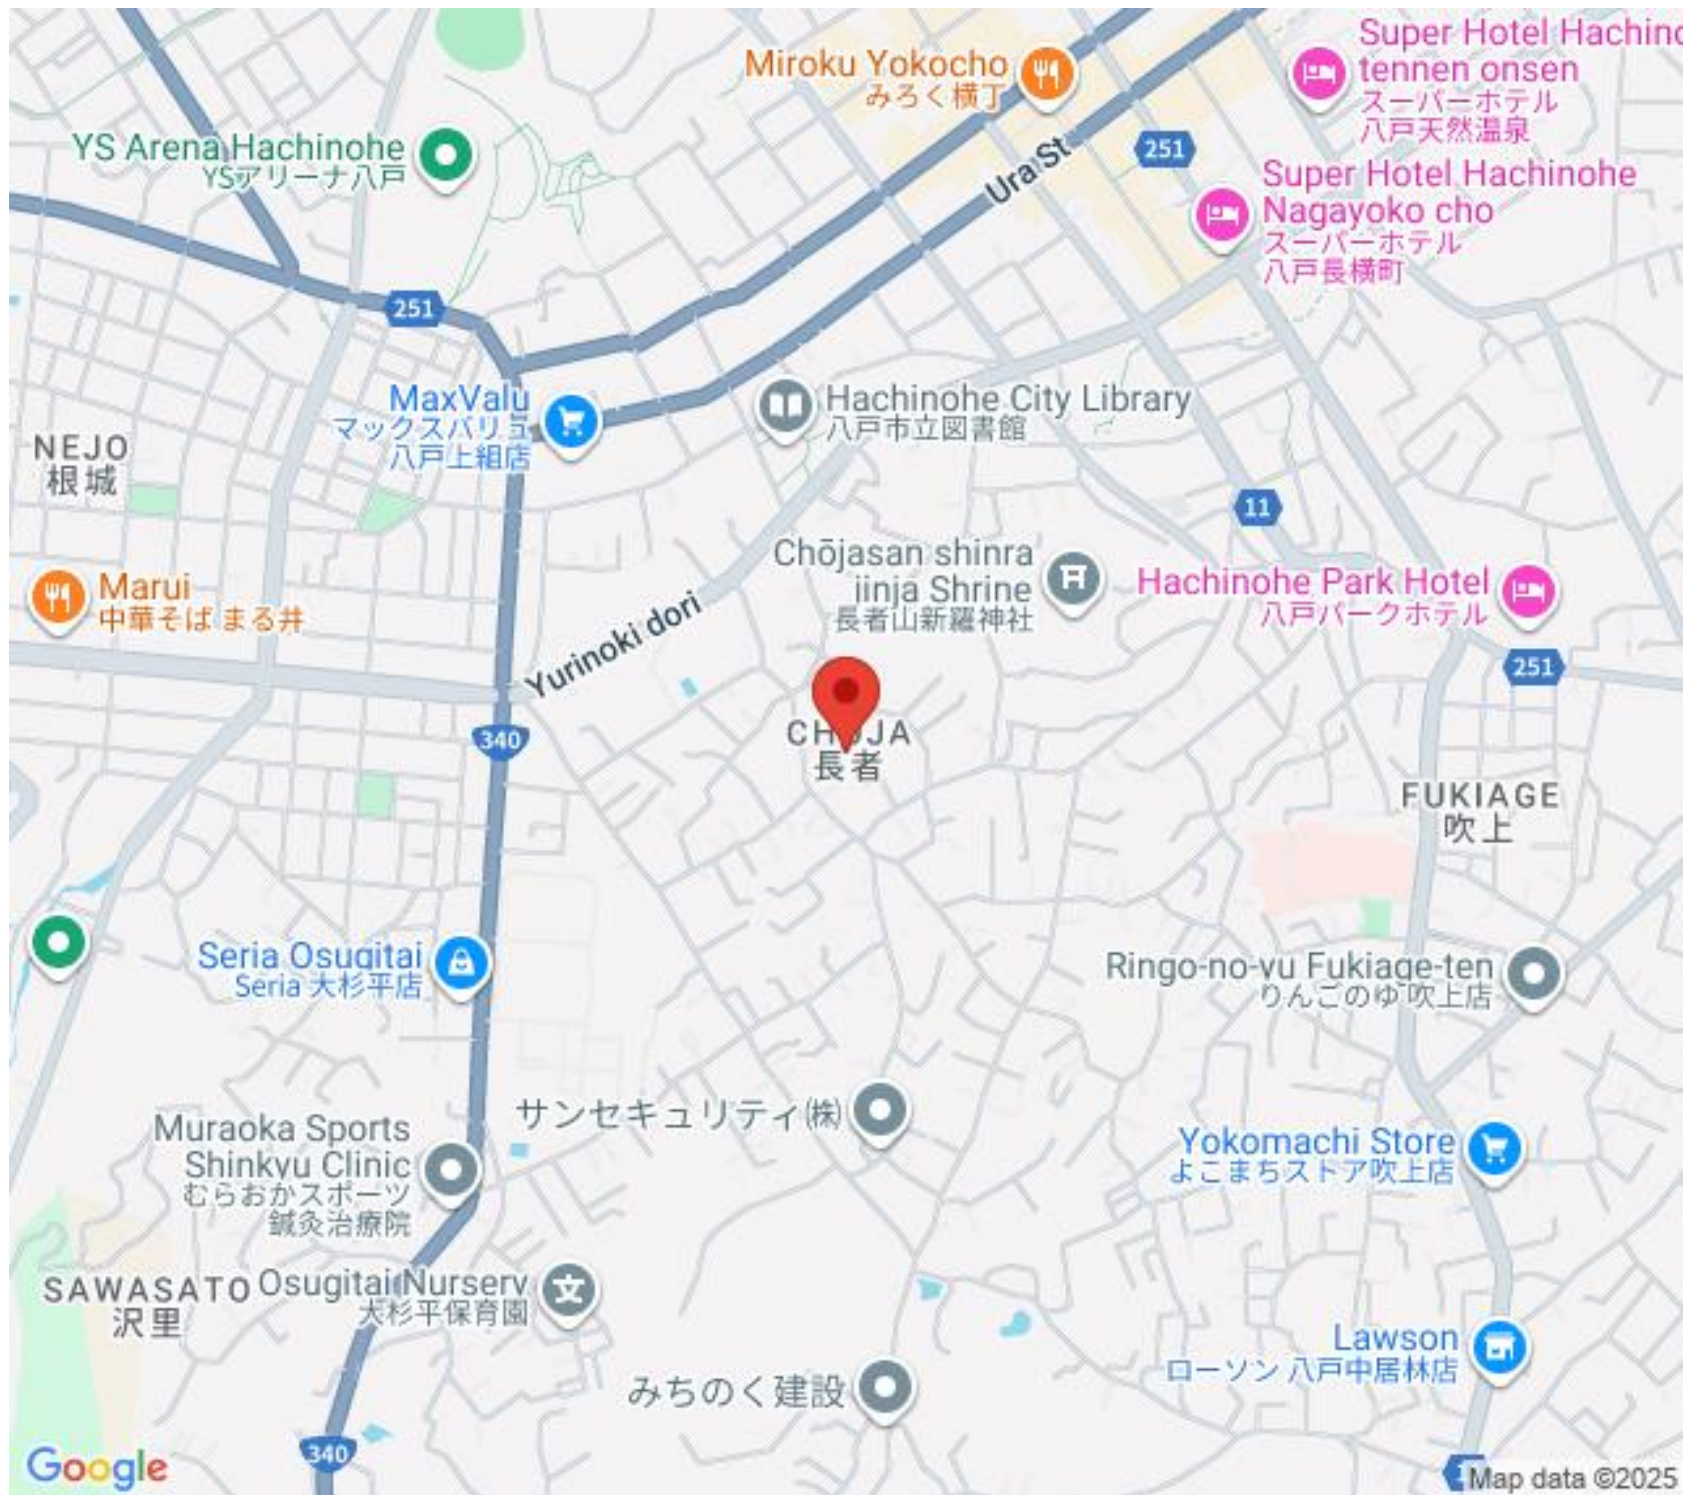 Super Hotel Hachino
tennen onsen
スーパーホテル
八戸天然温泉
Miroku Yokocho
みろく横丁
YS Arena Hachinohe
YSアリーナ八戸
251
Ura St
Super Hotel Hachinohe
Nagayoko cho
スーパーホテル
八戸長横町
251
MaxValu
マックスバリュ
八戸上組店
Hachinohe City Library
八戸市立図書館
NEJO
根城
11
Chōjasan shinra
jinja Shrine
長者山新羅神社
Hachinohe Park Hotel
八戸パークホテル
Marui
中華そば まる井
Yurinoki dori
251
340
長者
FUKIAGE
吹上
Seria Osugitai
Seria 大杉平店
Ringo-no-yu Fukiage-ten
りんごのゆ 吹上店
サンセキュリティ㈱
Muraoka Sports
Shinkyu Clinic
むらおかスポーツ
鍼灸治療院
Yokomachi Store
よこまちストア吹上店
SAWASATO
沢里
Osugitai Nursery
大杉平保育園
文
Lawson
ローソン 八戸中居林店
みちのく建設
340
Google
Map data ©2025